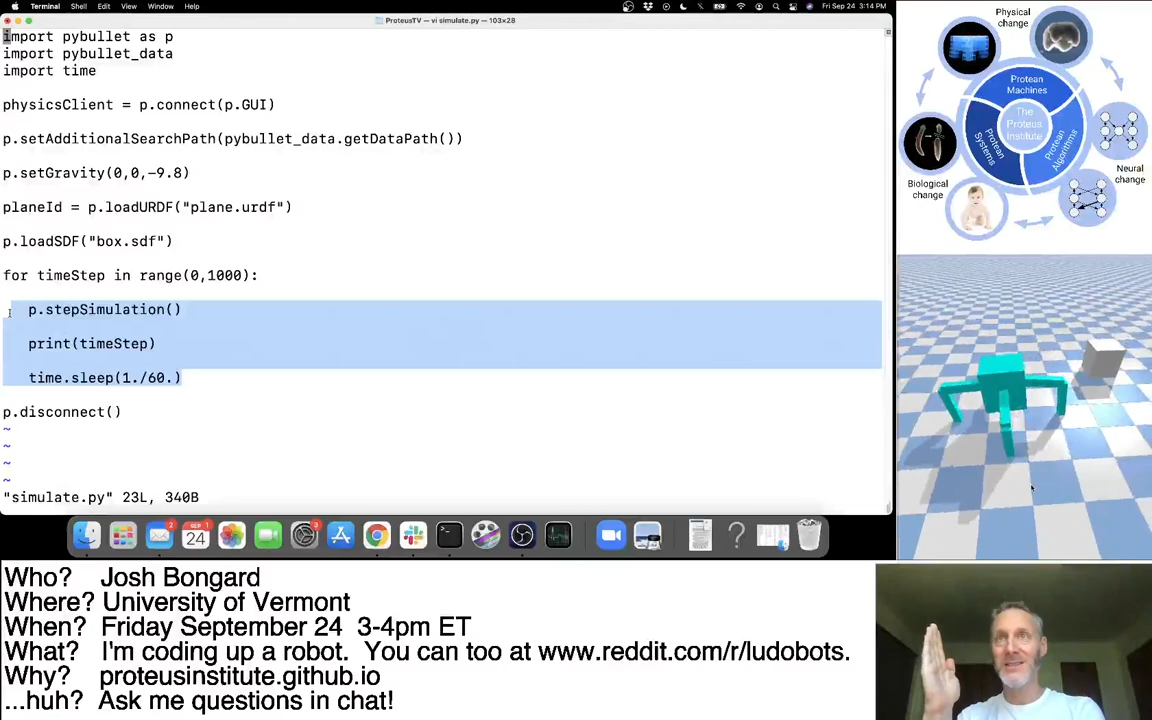 Terminal Shell Edit View Window Help
Fri Sep 24 3:14 PM
ProteusTV — vi simulate.py — 103×28
import pybullet as p
import pybullet_data
import time
physicsClient = p.connect(p.GUI)
p.setAdditionalSearchPath(pybullet_data.getDataPath())
p.setGravity(0,0,-9.8)
planeId = p.loadURDF("plane.urdf")
p.loadSDF("box.sdf")
for timeStep in range(0,1000):
p.stepSimulation()
print(timeStep)
time.sleep(1./60.)
p.disconnect()
~
~
~
~
"simulate.py" 23L, 340B
Physical
change
Protean
Machines
The
Proteus
Institute
Protean
Systems
Protean
Algorithms
Biological
change
Neural
change
2
SEP
1
24
3
Who? Josh Bongard
Where? University of Vermont
When? Friday September 24 3-4pm ET
What? I'm coding up a robot. You can too at www.reddit.com/r/ludobots.
Why? proteusinstitute.github.io
...huh? Ask me questions in chat!